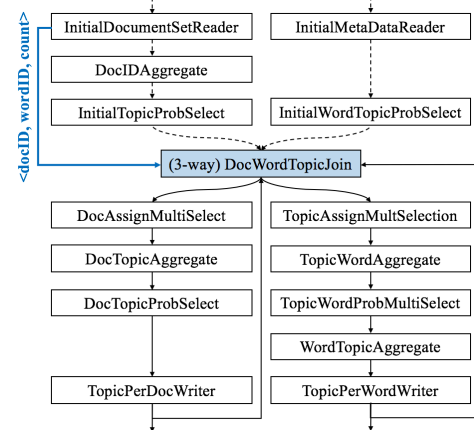 <docID, wordID, count>
InitialDocumentSetReader
DocIDAggregate
InitialTopicProbSelect
InitialMetaDataReader
InitialWordTopicProbSelect
(3-way) DocWordTopicJoin
DocAssignMultiSelect
DocTopicAggregate
DocTopicProbSelect
TopicPerDocWriter
TopicAssignMultSelection
TopicWordAggregate
TopicWordProbMultiSelect
WordTopicAggregate
TopicPerWordWriter